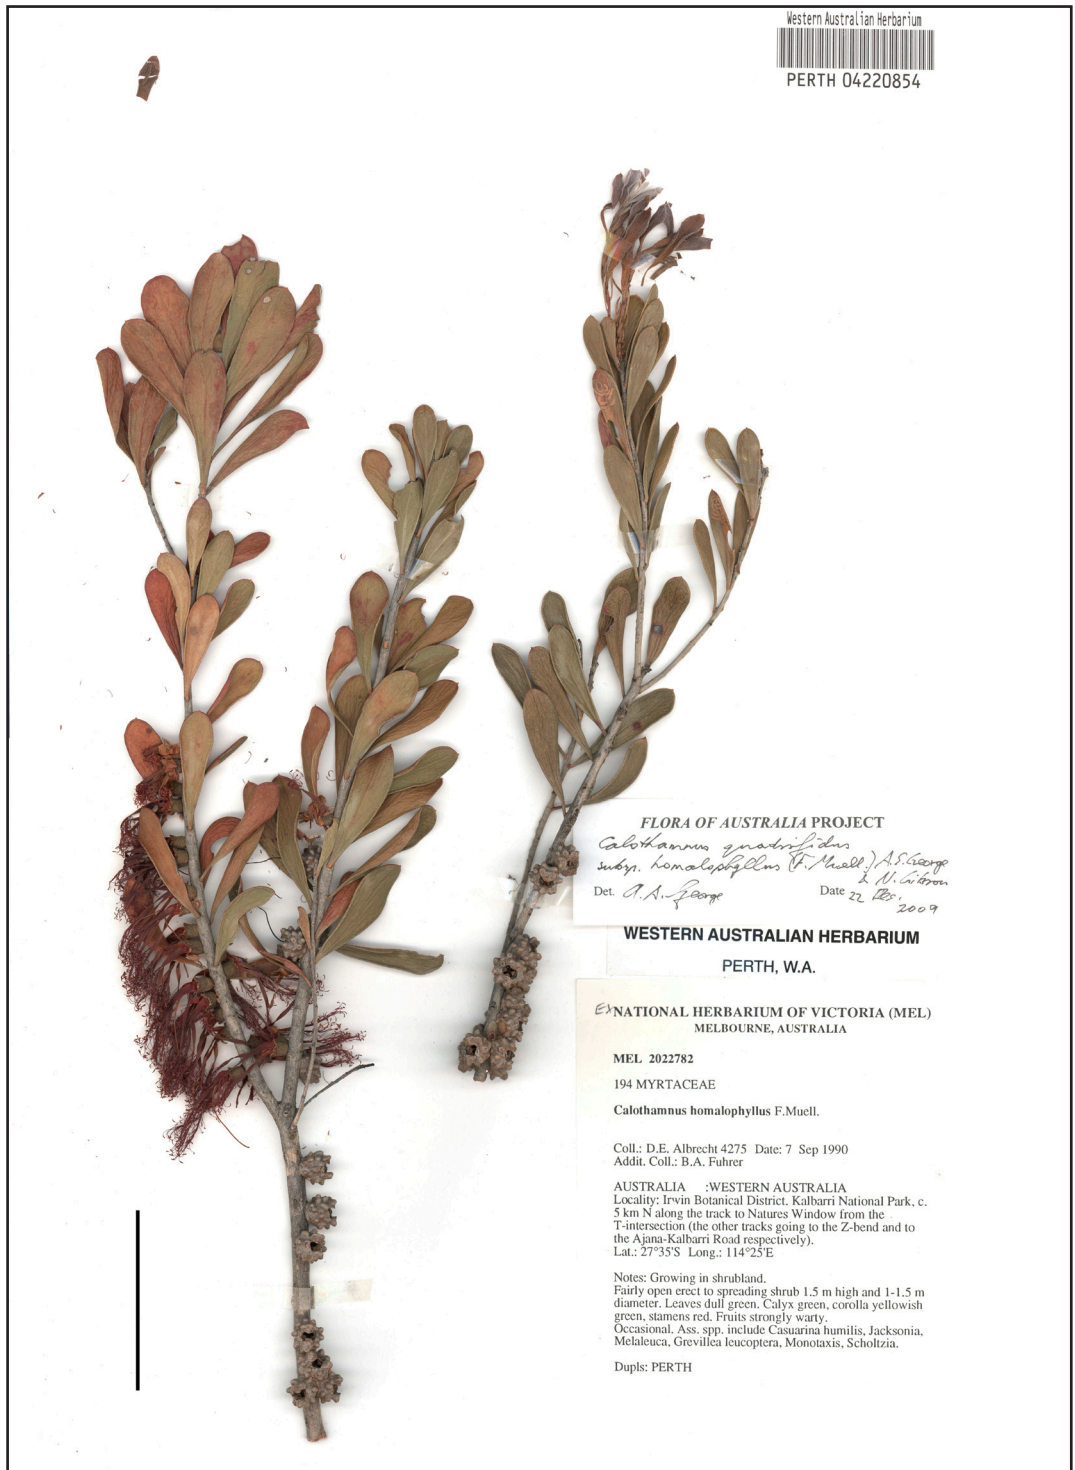 Western Australian Herbarium
PERTH 04220854
FLORA OF AUSTRALIA PROJECT
Calothamnus quadrifidus
subsp. homalophyllus (F. Muell.) A.S. George
& N. Gibson
Det. A. S. George Date 22 Dec.
2009
WESTERN AUSTRALIAN HERBARIUM
PERTH, W.A.
Ex NATIONAL HERBARIUM OF VICTORIA (MEL)
MELBOURNE, AUSTRALIA
MEL 2022782
194 MYRTACEAE
Calothamnus homalophyllus F.Muell.
Coll.: D.E. Albrecht 4275 Date: 7 Sep 1990
Addit. Coll.: B.A. Fuhrer
AUSTRALIA :WESTERN AUSTRALIA
Locality: Irwin Botanical District. Kalbarri National Park, c.
5 km N along the track to Natures Window from the
T-intersection (the other tracks going to the Z-bend and to
the Ajana-Kalbarri Road respectively).
Lat.: 27°35'S Long.: 114°25'E
Notes: Growing in shrubland.
Fairly open erect to spreading shrub 1.5 m high and 1-1.5 m
diameter. Leaves dull green. Calyx green, corolla yellowish
green, stamens red. Fruits strongly warty.
Occasional. Ass. spp. include Casuarina humilis, Jacksonia,
Melaleuca, Grevillea leucoptera, Monotaxis, Scholtzia.
Dupls: PERTH